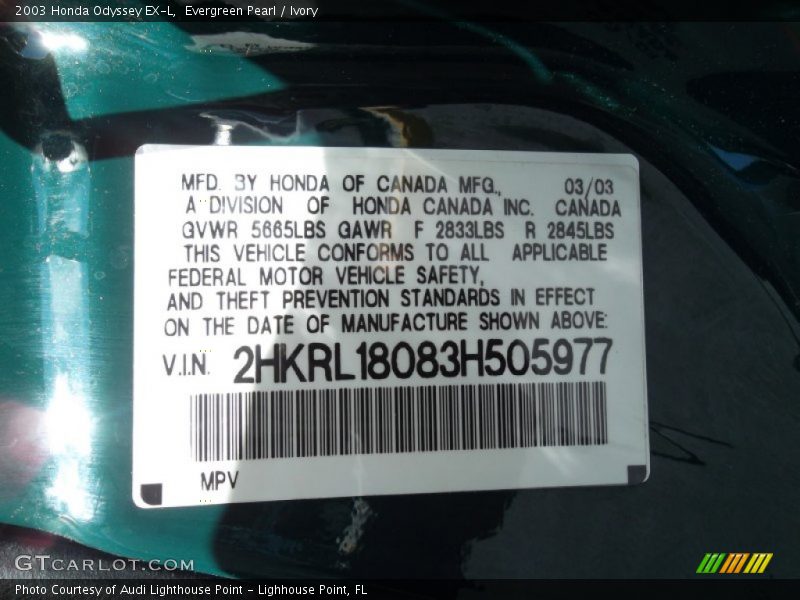 2003 Honda Odyssey EX-L, Evergreen Pearl / Ivory
MFD. BY HONDA OF CANADA MFG., 03/03
A DIVISION OF HONDA CANADA INC. CANADA
GVWR 5665LBS GAWR F 2833LBS R 2845LBS
THIS VEHICLE CONFORMS TO ALL APPLICABLE
FEDERAL MOTOR VEHICLE SAFETY,
AND THEFT PREVENTION STANDARDS IN EFFECT
ON THE DATE OF MANUFACTURE SHOWN ABOVE:
V.I.N. 2HKRL18083H505977
MPV
GTCARLOT.COM
Photo Courtesy of Audi Lighthouse Point - Lighhouse Point, FL